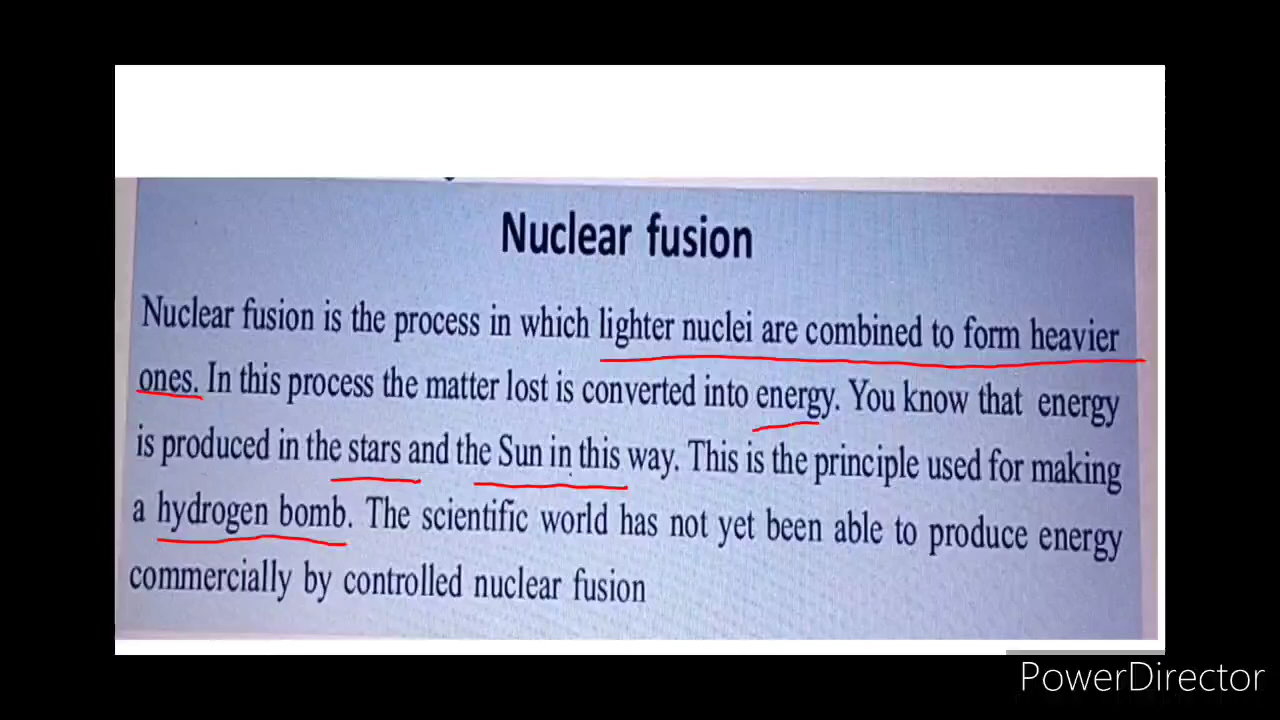 Nuclear fusion
Nuclear fusion is the process in which lighter nuclei are combined to form heavier
ones. In this process the matter lost is converted into energy. You know that energy
is produced in the stars and the Sun in this way. This is the principle used for making
a hydrogen bomb. The scientific world has not yet been able to produce energy
commercially by controlled nuclear fusion
PowerDirector